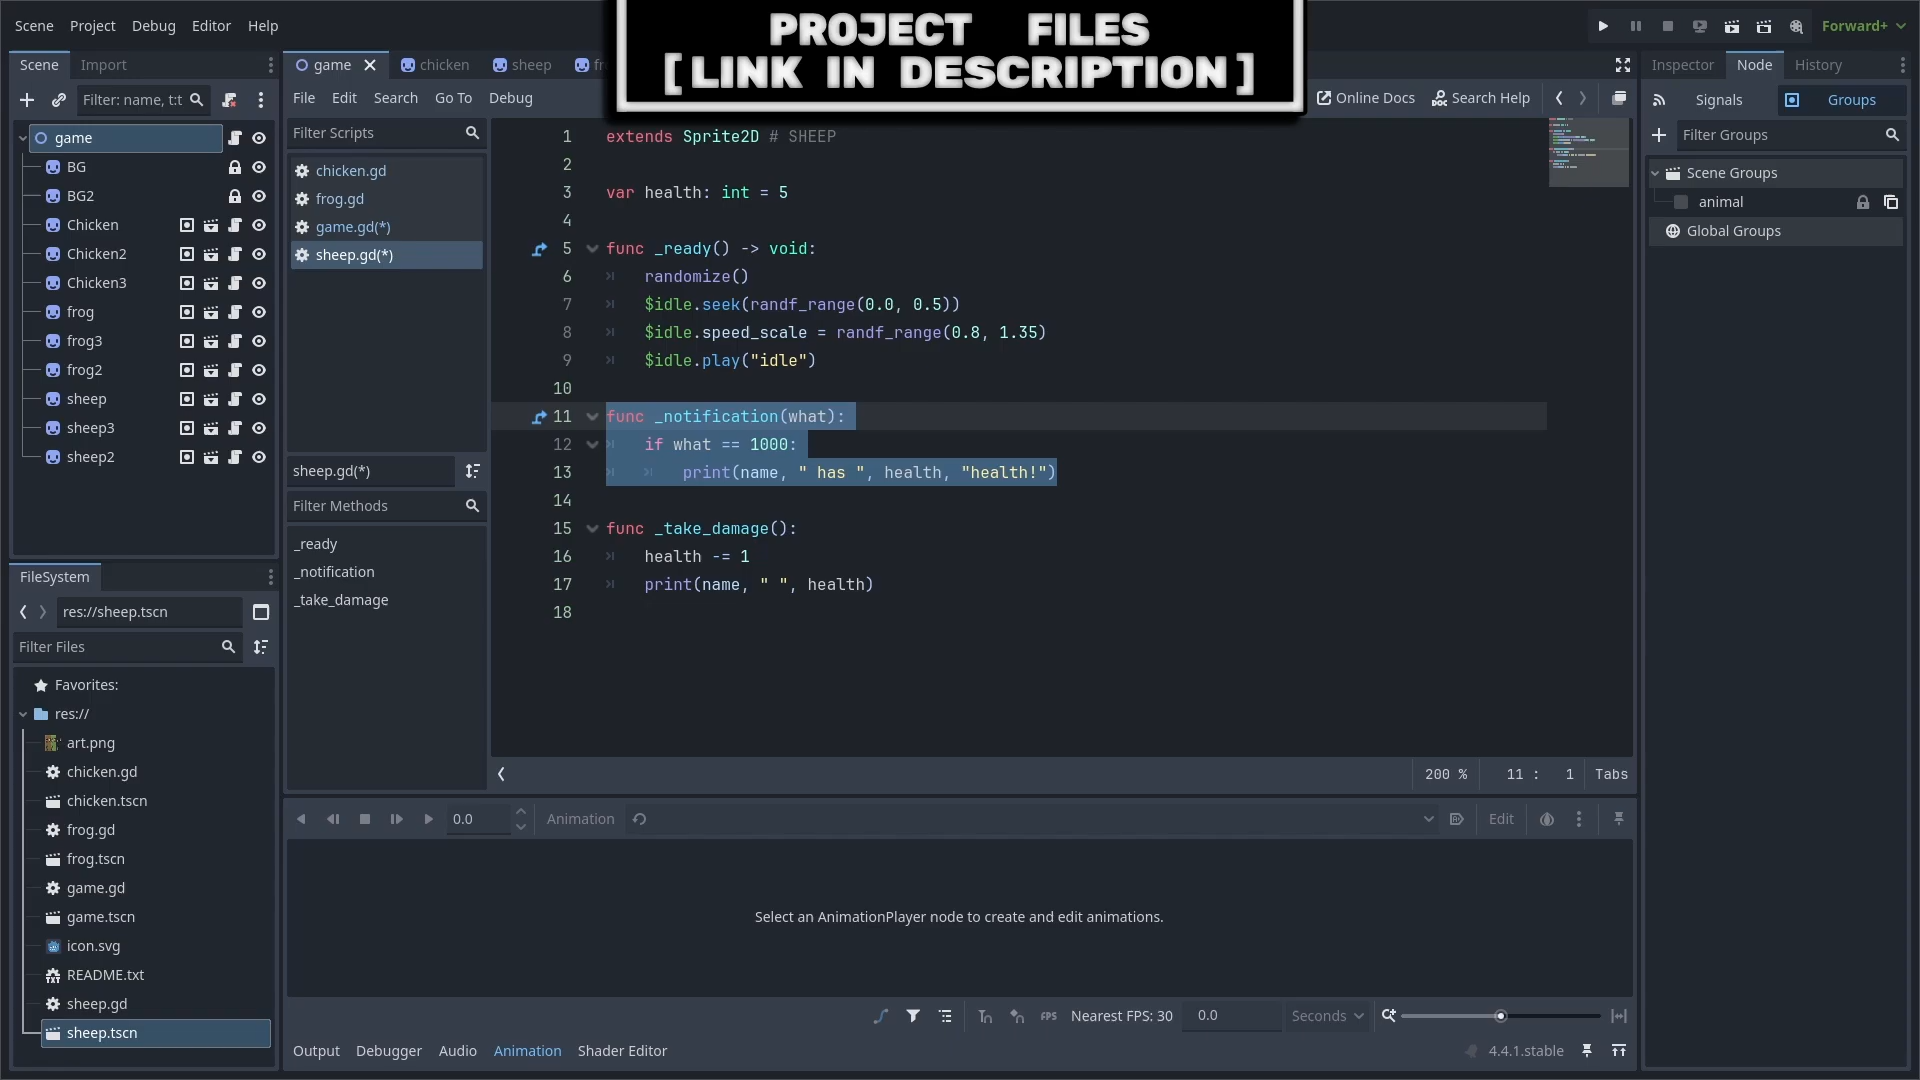 Scene Project Debug Editor Help
PROJECT FILES
[LINK IN DESCRIPTION]
Forward+
Scene Import
game chicken sheep fr
Inspector Node History
Filter: name, t:t
File Edit Search Go To Debug
Online Docs Search Help
Signals Groups
game
BG
BG2
Chicken
Chicken2
Chicken3
frog
frog3
frog2
sheep
sheep3
sheep2
Filter Scripts
chicken.gd
frog.gd
game.gd(*)
sheep.gd(*)
sheep.gd(*)
Filter Methods
_ready
_notification
_take_damage
1 extends Sprite2D # SHEEP
2
3 var health: int = 5
4
5 func _ready() -> void:
6 randomize()
7 $idle.seek(randf_range(0.0, 0.5))
8 $idle.speed_scale = randf_range(0.8, 1.35)
9 $idle.play("idle")
10
11 func _notification(what):
12 if what == 1000:
13 print(name, " has ", health, "health!")
14
15 func _take_damage():
16 health -= 1
17 print(name, " ", health)
18
200 % 11 : 1 Tabs
Filter Groups
Scene Groups
animal
Global Groups
FileSystem
res://sheep.tscn
Filter Files
Favorites:
res://
art.png
chicken.gd
chicken.tscn
frog.gd
frog.tscn
game.gd
game.tscn
icon.svg
README.txt
sheep.gd
sheep.tscn
0.0 Animation Edit
Select an AnimationPlayer node to create and edit animations.
FPS Nearest FPS: 30 0.0 Seconds
Output Debugger Audio Animation Shader Editor
4.4.1.stable